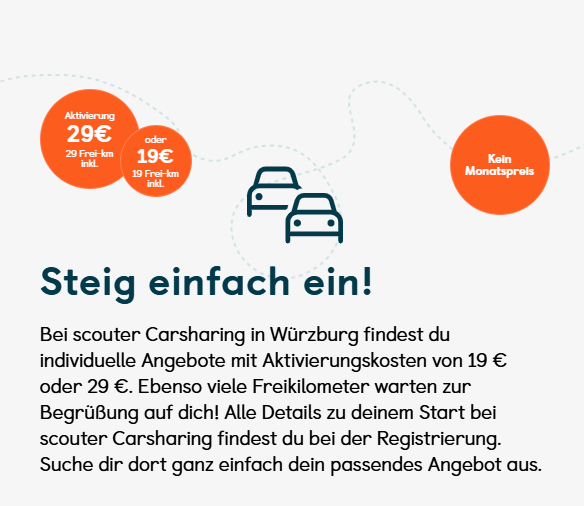 Aktivierung
29€
29 Frei-km
inkl.
oder
19€
19 Frei-km
inkl.
Kein
Monatspreis
Steig einfach ein!
Bei scouter Carsharing in Würzburg findest du
individuelle Angebote mit Aktivierungskosten von 19 €
oder 29 €. Ebenso viele Freikilometer warten zur
Begrüßung auf dich! Alle Details zu deinem Start bei
scouter Carsharing findest du bei der Registrierung.
Suche dir dort ganz einfach dein passendes Angebot aus.